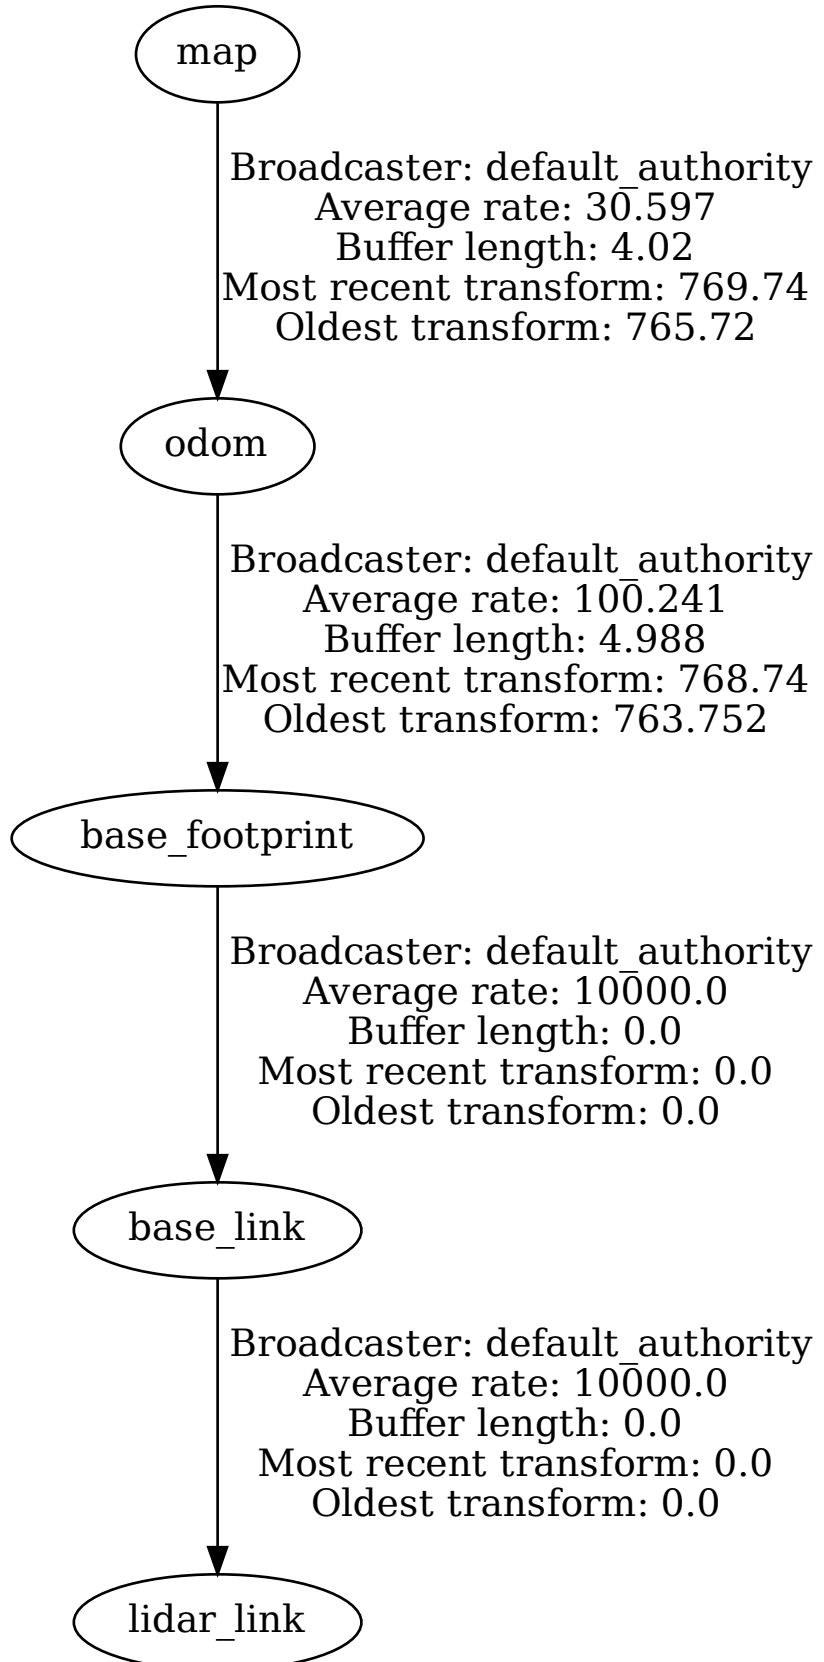 map
Broadcaster: default_authority
Average rate: 30.597
Buffer length: 4.02
Most recent transform: 769.74
Oldest transform: 765.72
odom
Broadcaster: default_authority
Average rate: 100.241
Buffer length: 4.988
Most recent transform: 768.74
Oldest transform: 763.752
base_footprint
Broadcaster: default_authority
Average rate: 10000.0
Buffer length: 0.0
Most recent transform: 0.0
Oldest transform: 0.0
base_link
Broadcaster: default_authority
Average rate: 10000.0
Buffer length: 0.0
Most recent transform: 0.0
Oldest transform: 0.0
lidar_link